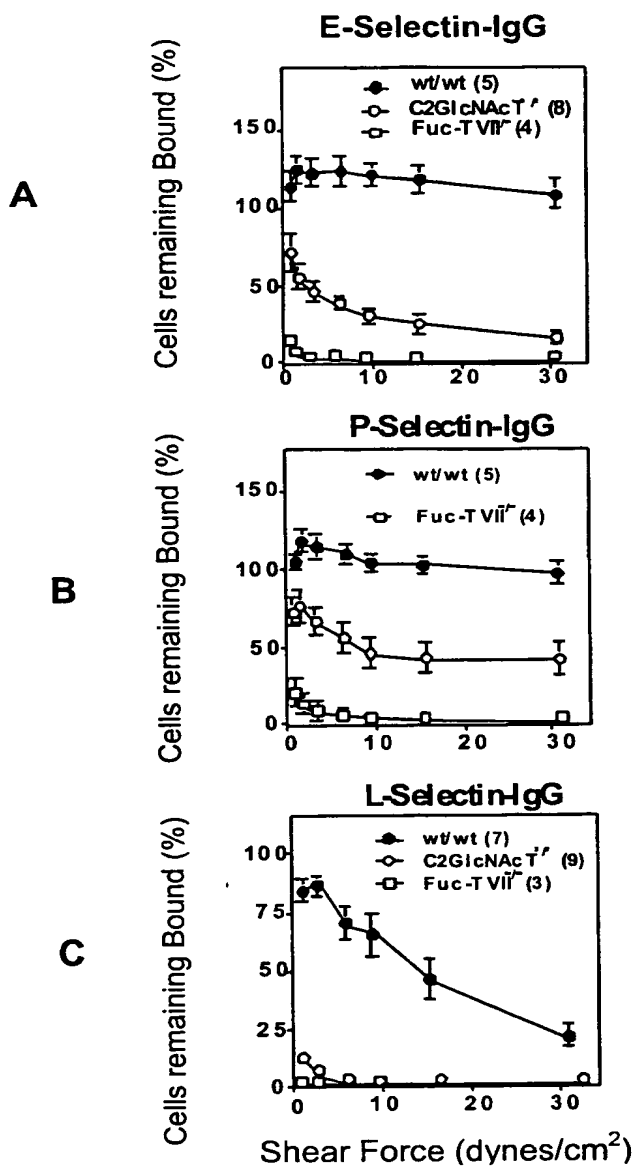 E-Selectin-IgG
A
Cells remaining Bound (%)
wt/wt (5)
C2GlcNAcT-/- (8)
Fuc-TVII-/- (4)
150
100
50
0
0 10 20 30
P-Selectin-IgG
B
Cells remaining Bound (%)
wt/wt (5)
Fuc-TVII-/- (4)
150
100
50
0
0 10 20 30
L-Selectin-IgG
C
Cells remaining Bound (%)
wt/wt (7)
C2GlcNAcT-/- (9)
Fuc-TVII-/- (3)
100
75
50
25
0
0 10 20 30
Shear Force (dynes/cm²)